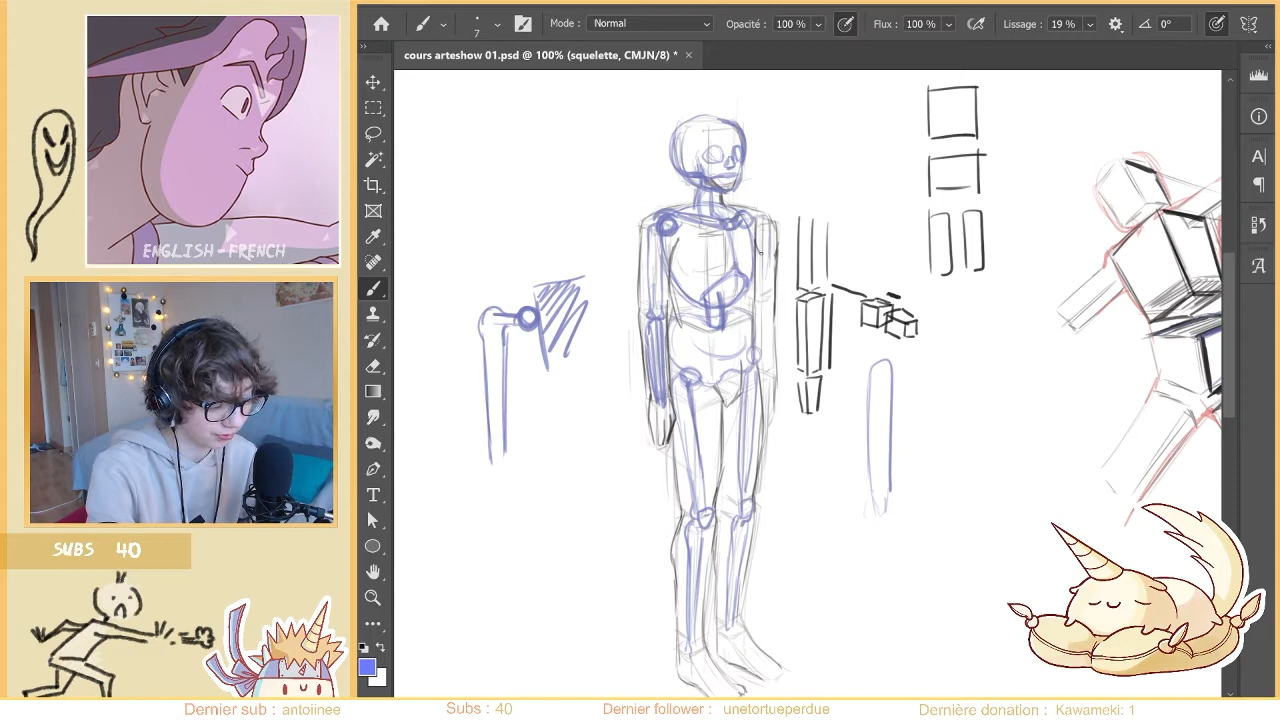 Mode :
Normal
Opacité : 100 %
Flux : 100 %
Lissage : 19 %
0°
7
cours arteshow 01.psd @ 100% (squelette, CMJN/8) *
ENGLISH - FRENCH
SUBS 40
Dernier sub : antoiinee
Subs : 40
Dernier follower : unetortueperdue
Dernière donation : Kawameki: 1